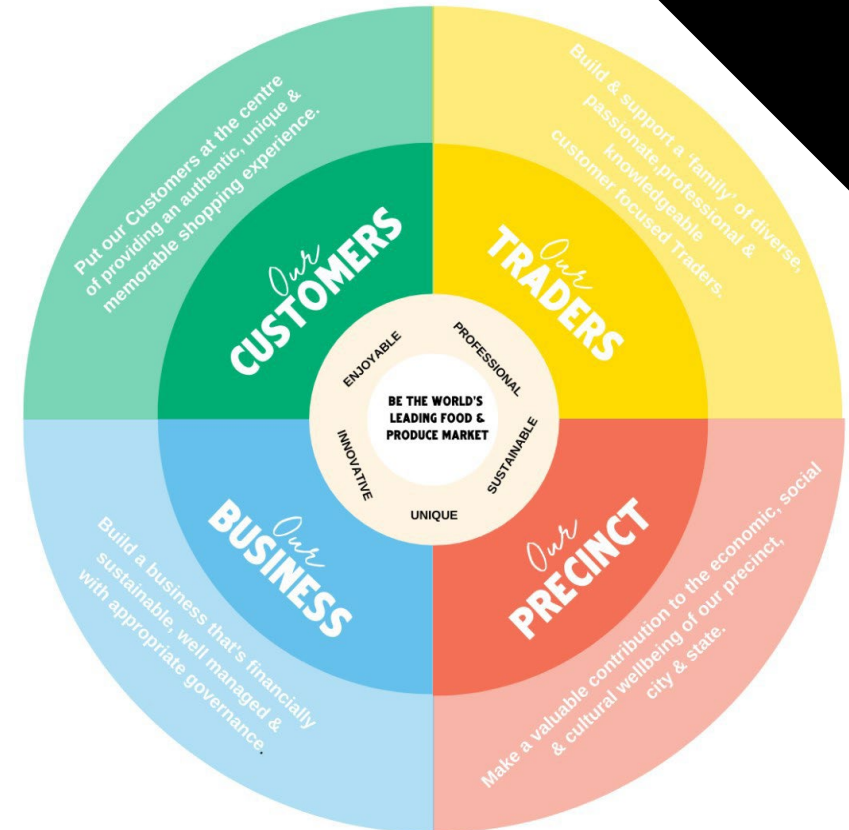 Put our Customers at the centre
of providing an authentic, unique &
memorable shopping experience.
Our
CUSTOMERS
Build & support a 'family' of diverse,
passionate,professional &
knowledgeable
customer focused Traders.
Our
TRADERS
ENJOYABLE
PROFESSIONAL
SUSTAINABLE
UNIQUE
INNOVATIVE
BE THE WORLD'S
LEADING FOOD &
PRODUCE MARKET
Our
BUSINESS
Build a business that's financially
sustainable, well managed &
with appropriate governance.
Our
PRECINCT
Make a valuable contribution to the economic, social
& cultural wellbeing of our precinct,
city & state.